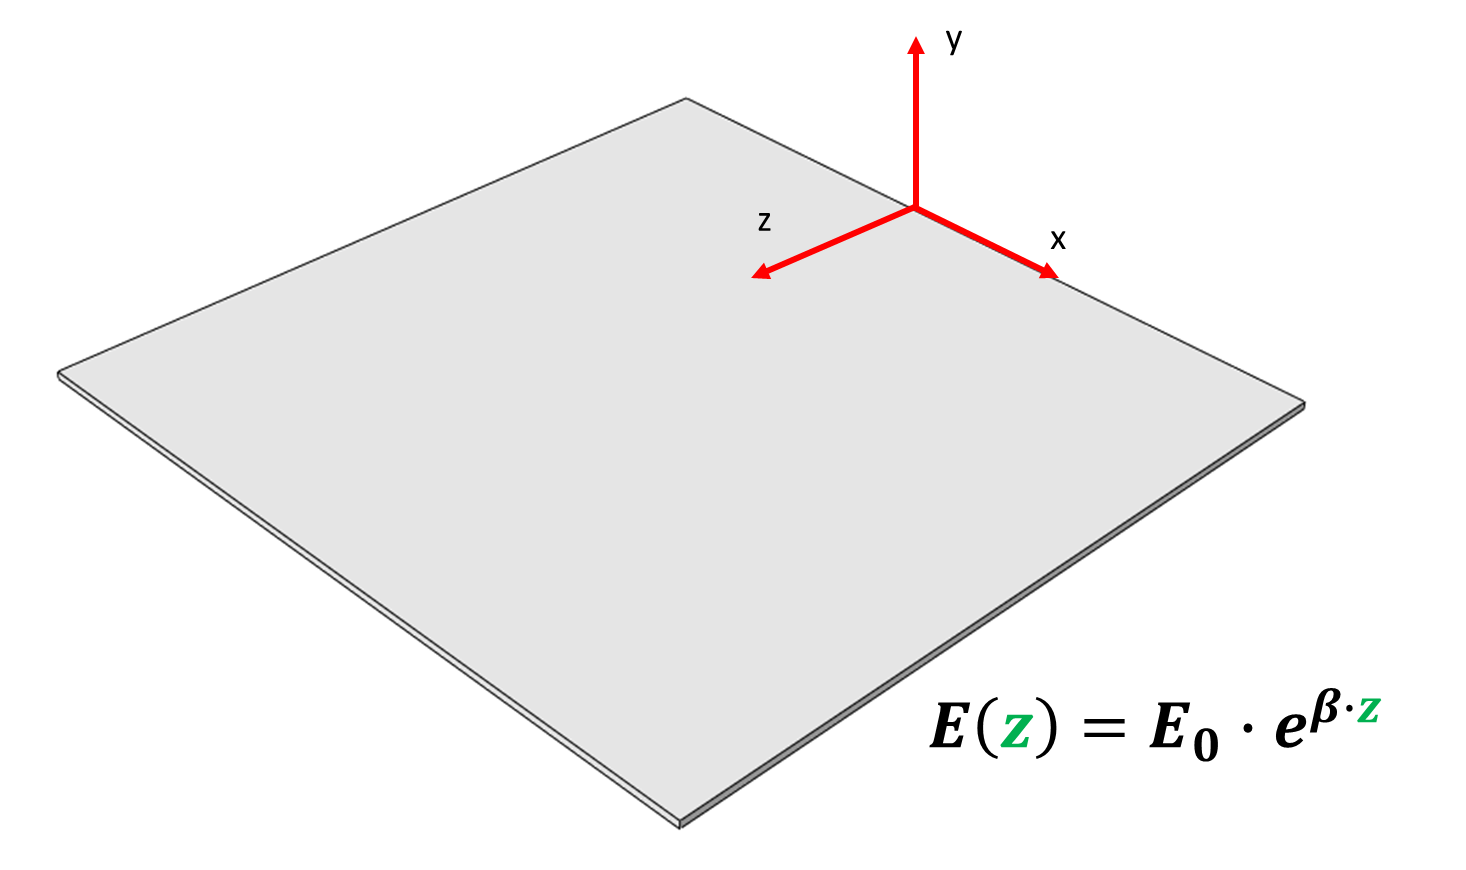 y
z
x
E(z) = E₀ · e^{β·z}